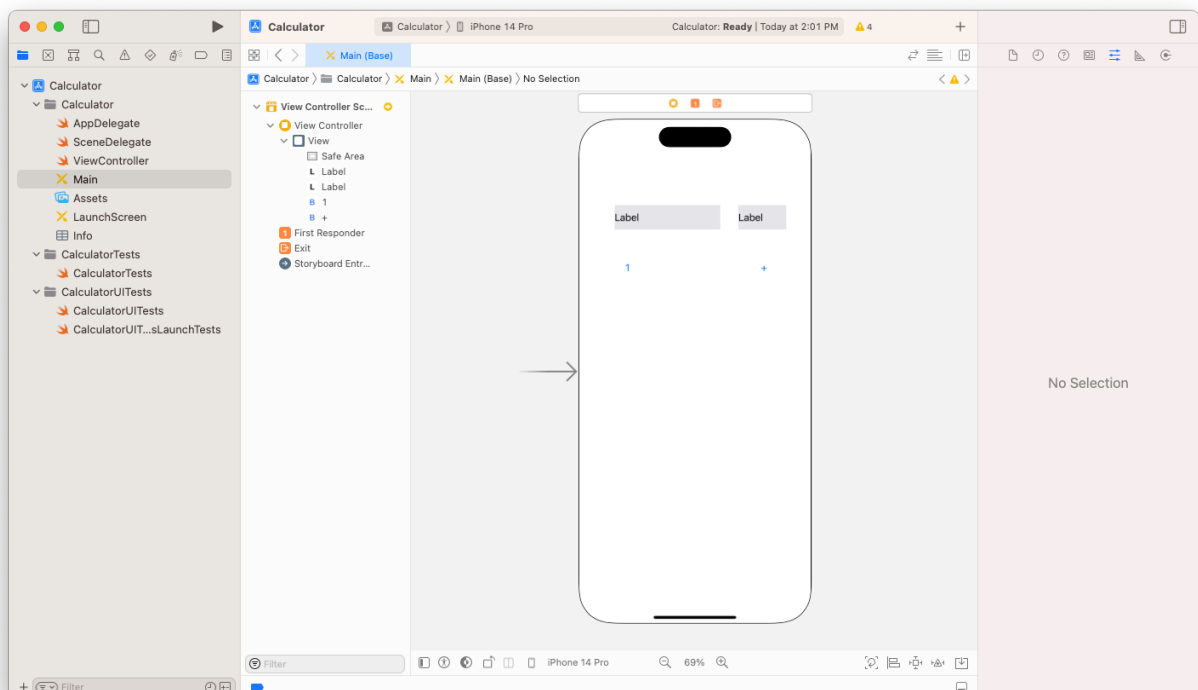 Calculator
Calculator 〉 iPhone 14 Pro
Calculator: Ready | Today at 2:01 PM
4
Main (Base)
Calculator 〉 Calculator 〉 Main 〉 Main (Base) 〉 No Selection
Calculator
Calculator
AppDelegate
SceneDelegate
ViewController
Main
Assets
LaunchScreen
Info
CalculatorTests
CalculatorTests
CalculatorUITests
CalculatorUITests
CalculatorUIT...sLaunchTests
Filter
View Controller Sc...
View Controller
View
Safe Area
L Label
L Label
B 1
B +
1 First Responder
Exit
Storyboard Entr...
Filter
1
Label Label
1 +
iPhone 14 Pro 69%
No Selection